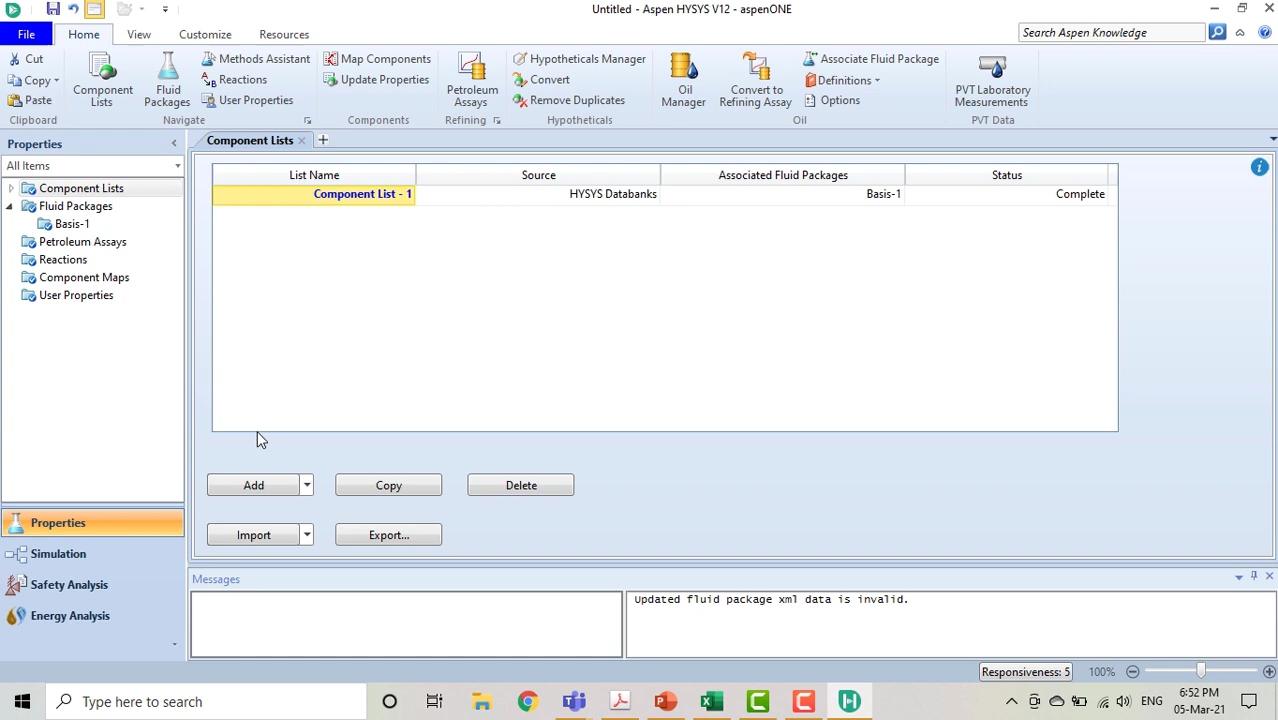 Untitled - Aspen HYSYS V12 - aspenONE
File
Home
View
Customize
Resources
Search Aspen Knowledge
Cut
Copy
Paste
Clipboard
Component Lists
Fluid Packages
Methods Assistant
Reactions
User Properties
Navigate
Map Components
Update Properties
Components
Petroleum Assays
Refining
Hypotheticals Manager
Convert
Remove Duplicates
Hypotheticals
Oil Manager
Convert to Refining Assay
Associate Fluid Package
Definitions
Options
Oil
PVT Laboratory Measurements
PVT Data
Properties
All Items
Component Lists
Fluid Packages
Basis-1
Petroleum Assays
Reactions
Component Maps
User Properties
Properties
Simulation
Safety Analysis
Energy Analysis
Component Lists
List Name Source Associated Fluid Packages Status
Component List - 1 HYSYS Databanks Basis-1 Complete
Add Copy Delete
Import Export...
Messages
Updated fluid package xml data is invalid.
Responsiveness: 5
100%
Type here to search
ENG
6:52 PM
05-Mar-21